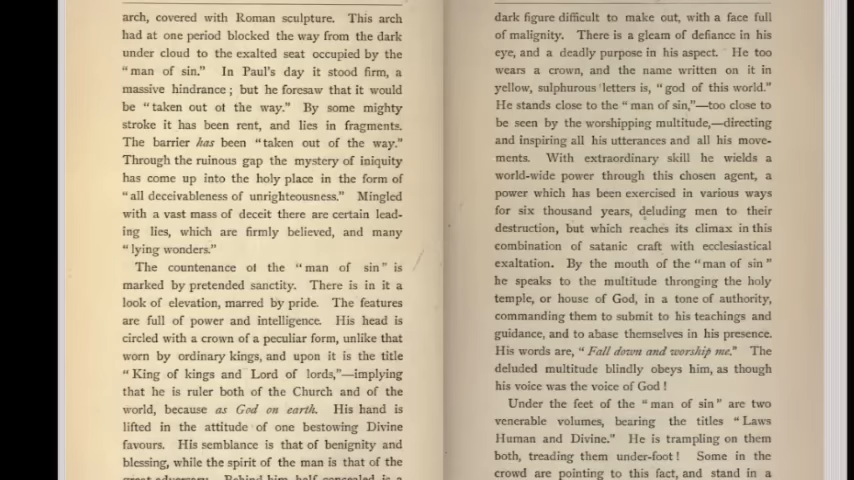 arch, covered with Roman sculpture. This arch
had at one period blocked the way from the dark
under cloud to the exalted seat occupied by the
“man of sin.” In Paul's day it stood firm, a
massive hindrance; but he foresaw that it would
be “taken out of the way.” By some mighty
stroke it has been rent, and lies in fragments.
The barrier has been “taken out of the way.”
Through the ruinous gap the mystery of iniquity
has come up into the holy place in the form of
“all deceivableness of unrighteousness.” Mingled
with a vast mass of deceit there are certain lead-
ing lies, which are firmly believed, and many
“lying wonders.”
The countenance of the “man of sin” is
marked by pretended sanctity. There is in it a
look of elevation, marred by pride. The features
are full of power and intelligence. His head is
circled with a crown of a peculiar form, unlike that
worn by ordinary kings, and upon it is the title
“King of kings and Lord of lords,”—implying
that he is ruler both of the Church and of the
world, because as God on earth. His hand is
lifted in the attitude of one bestowing Divine
favours. His semblance is that of benignity and
blessing, while the spirit of the man is that of the
great adversary. Behind him, half concealed is a
dark figure difficult to make out, with a face full
of malignity. There is a gleam of defiance in his
eye, and a deadly purpose in his aspect. He too
wears a crown, and the name written on it in
yellow, sulphurous letters is, “god of this world.”
He stands close to the “man of sin,”—too close to
be seen by the worshipping multitude,—directing
and inspiring all his utterances and all his move-
ments. With extraordinary skill he wields a
world-wide power through this chosen agent, a
power which has been exercised in various ways
for six thousand years, deluding men to their
destruction, but which reaches its climax in this
combination of satanic craft with ecclesiastical
exaltation. By the mouth of the “man of sin”
he speaks to the multitude thronging the holy
temple, or house of God, in a tone of authority,
commanding them to submit to his teachings and
guidance, and to abase themselves in his presence.
His words are, “Fall down and worship me.” The
deluded multitude blindly obeys him, as though
his voice was the voice of God!
Under the feet of the “man of sin” are two
venerable volumes, bearing the titles “Laws
Human and Divine.” He is trampling on them
both, treading them under-foot! Some in the
crowd are pointing to this fact, and stand in a